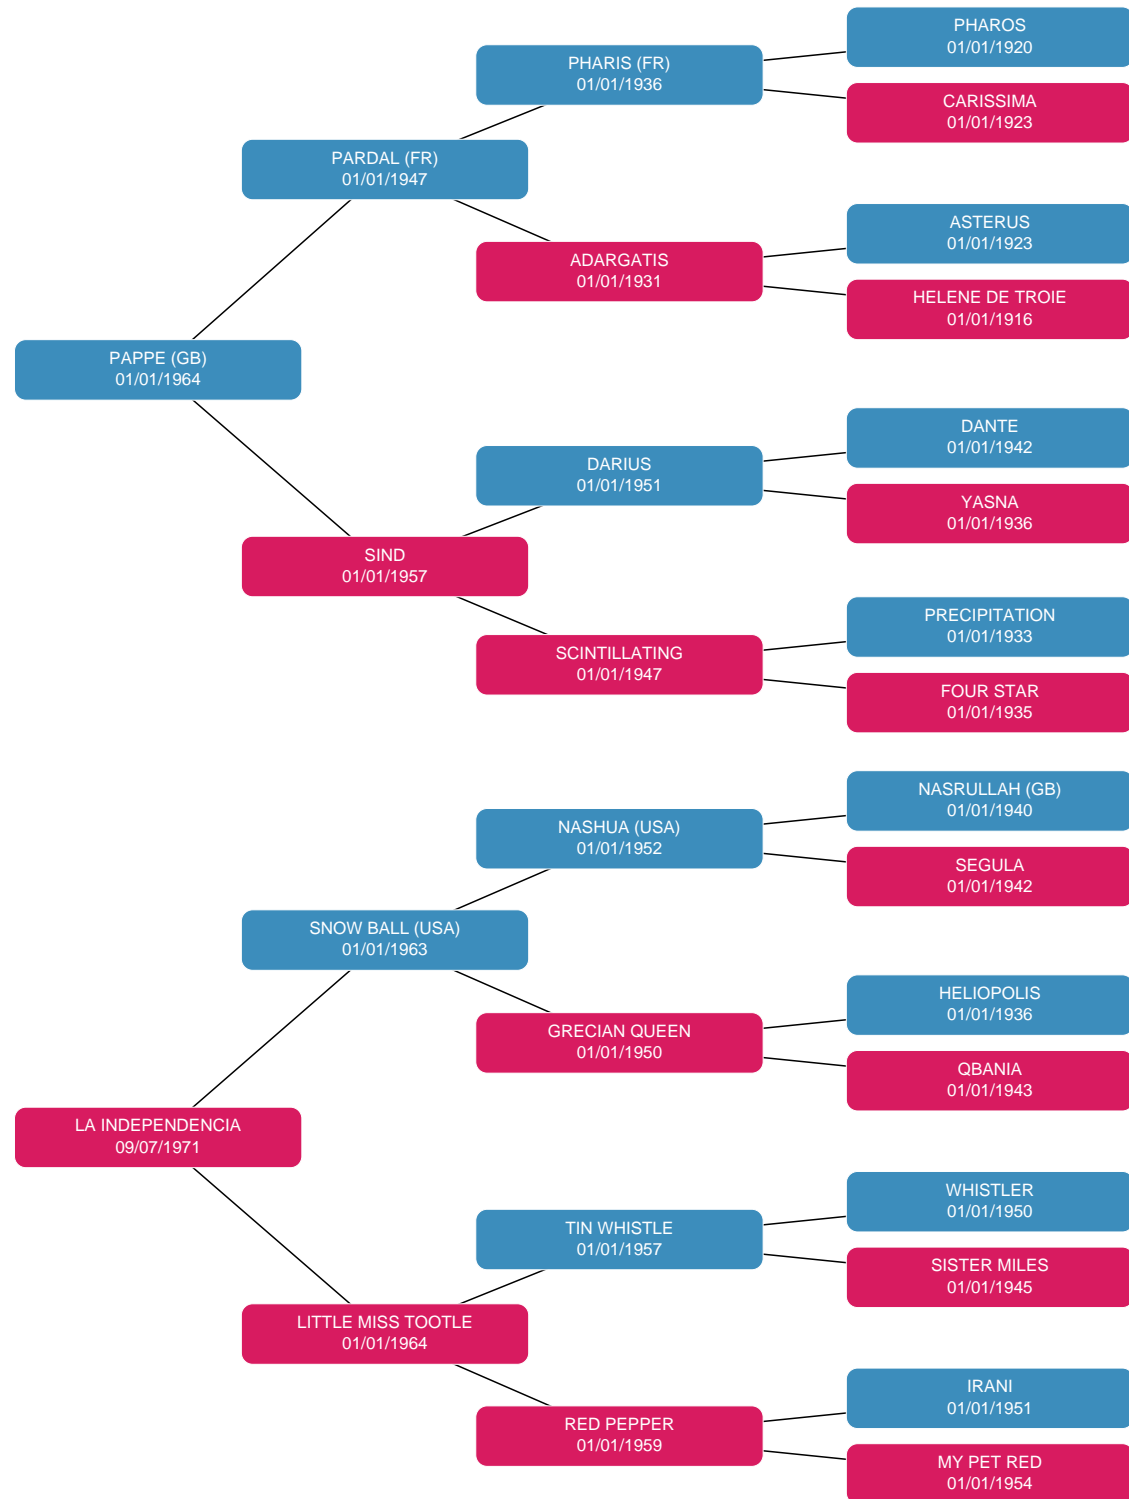 PHAROS
01/01/1920
PHARIS (FR)
01/01/1936
CARISSIMA
01/01/1923
PARDAL (FR)
01/01/1947
ASTERUS
01/01/1923
ADARGATIS
01/01/1931
HELENE DE TROIE
01/01/1916
PAPPE (GB)
01/01/1964
DANTE
01/01/1942
DARIUS
01/01/1951
YASNA
01/01/1936
SIND
01/01/1957
PRECIPITATION
01/01/1933
SCINTILLATING
01/01/1947
FOUR STAR
01/01/1935
NASRULLAH (GB)
01/01/1940
NASHUA (USA)
01/01/1952
SEGULA
01/01/1942
SNOW BALL (USA)
01/01/1963
HELIOPOLIS
01/01/1936
GRECIAN QUEEN
01/01/1950
QBANIA
01/01/1943
LA INDEPENDENCIA
09/07/1971
WHISTLER
01/01/1950
TIN WHISTLE
01/01/1957
SISTER MILES
01/01/1945
LITTLE MISS TOOTLE
01/01/1964
IRANI
01/01/1951
RED PEPPER
01/01/1959
MY PET RED
01/01/1954